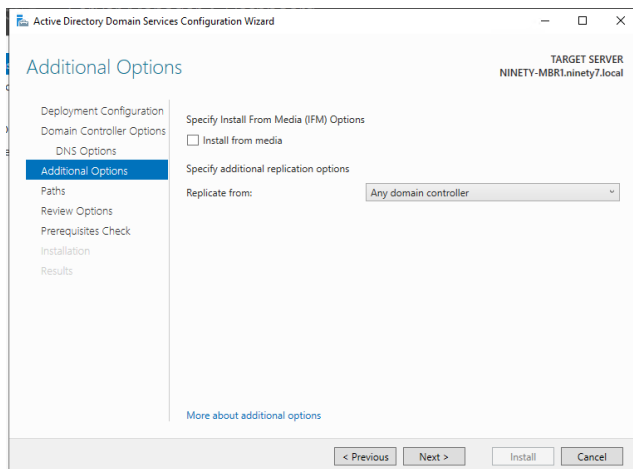 Active Directory Domain Services Configuration Wizard
Additional Options
TARGET SERVER
NINETY-MBR1.ninety7.local
Deployment Configuration
Domain Controller Options
DNS Options
Additional Options
Paths
Review Options
Prerequisites Check
Installation
Results
Specify Install From Media (IFM) Options
Install from media
Specify additional replication options
Replicate from: Any domain controller
More about additional options
< Previous Next > Install Cancel